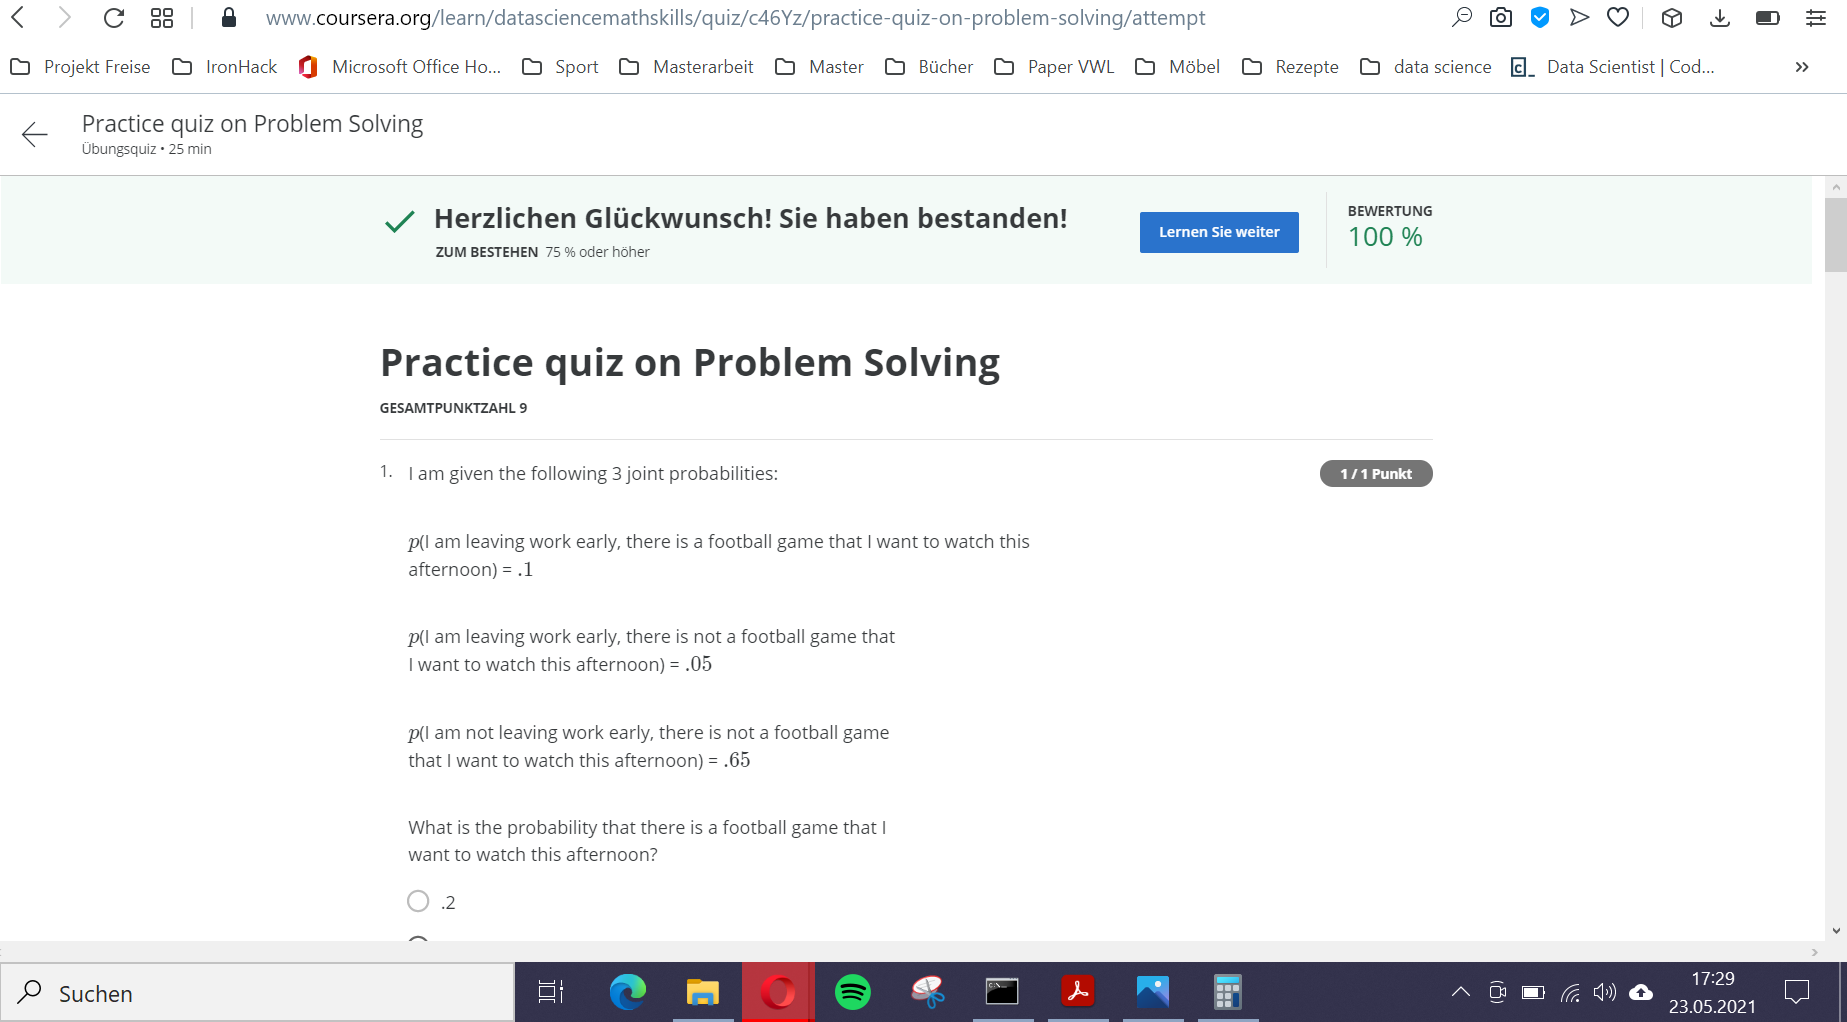 www.coursera.org/learn/datasciencemathskills/quiz/c46Yz/practice-quiz-on-problem-solving/attempt
Projekt Freise IronHack Microsoft Office Ho... Sport Masterarbeit Master Bücher Paper VWL Möbel Rezepte data science Data Scientist | Cod... »
Practice quiz on Problem Solving
Übungsquiz • 25 min
Herzlichen Glückwunsch! Sie haben bestanden!
ZUM BESTEHEN 75 % oder höher
Lernen Sie weiter
BEWERTUNG
100 %
Practice quiz on Problem Solving
GESAMTPUNKTZAHL 9
1. I am given the following 3 joint probabilities:
1 / 1 Punkt
p(I am leaving work early, there is a football game that I want to watch this
afternoon) = .1
p(I am leaving work early, there is not a football game that
I want to watch this afternoon) = .05
p(I am not leaving work early, there is not a football game
that I want to watch this afternoon) = .65
What is the probability that there is a football game that I
want to watch this afternoon?
.2
Suchen
17:29
23.05.2021